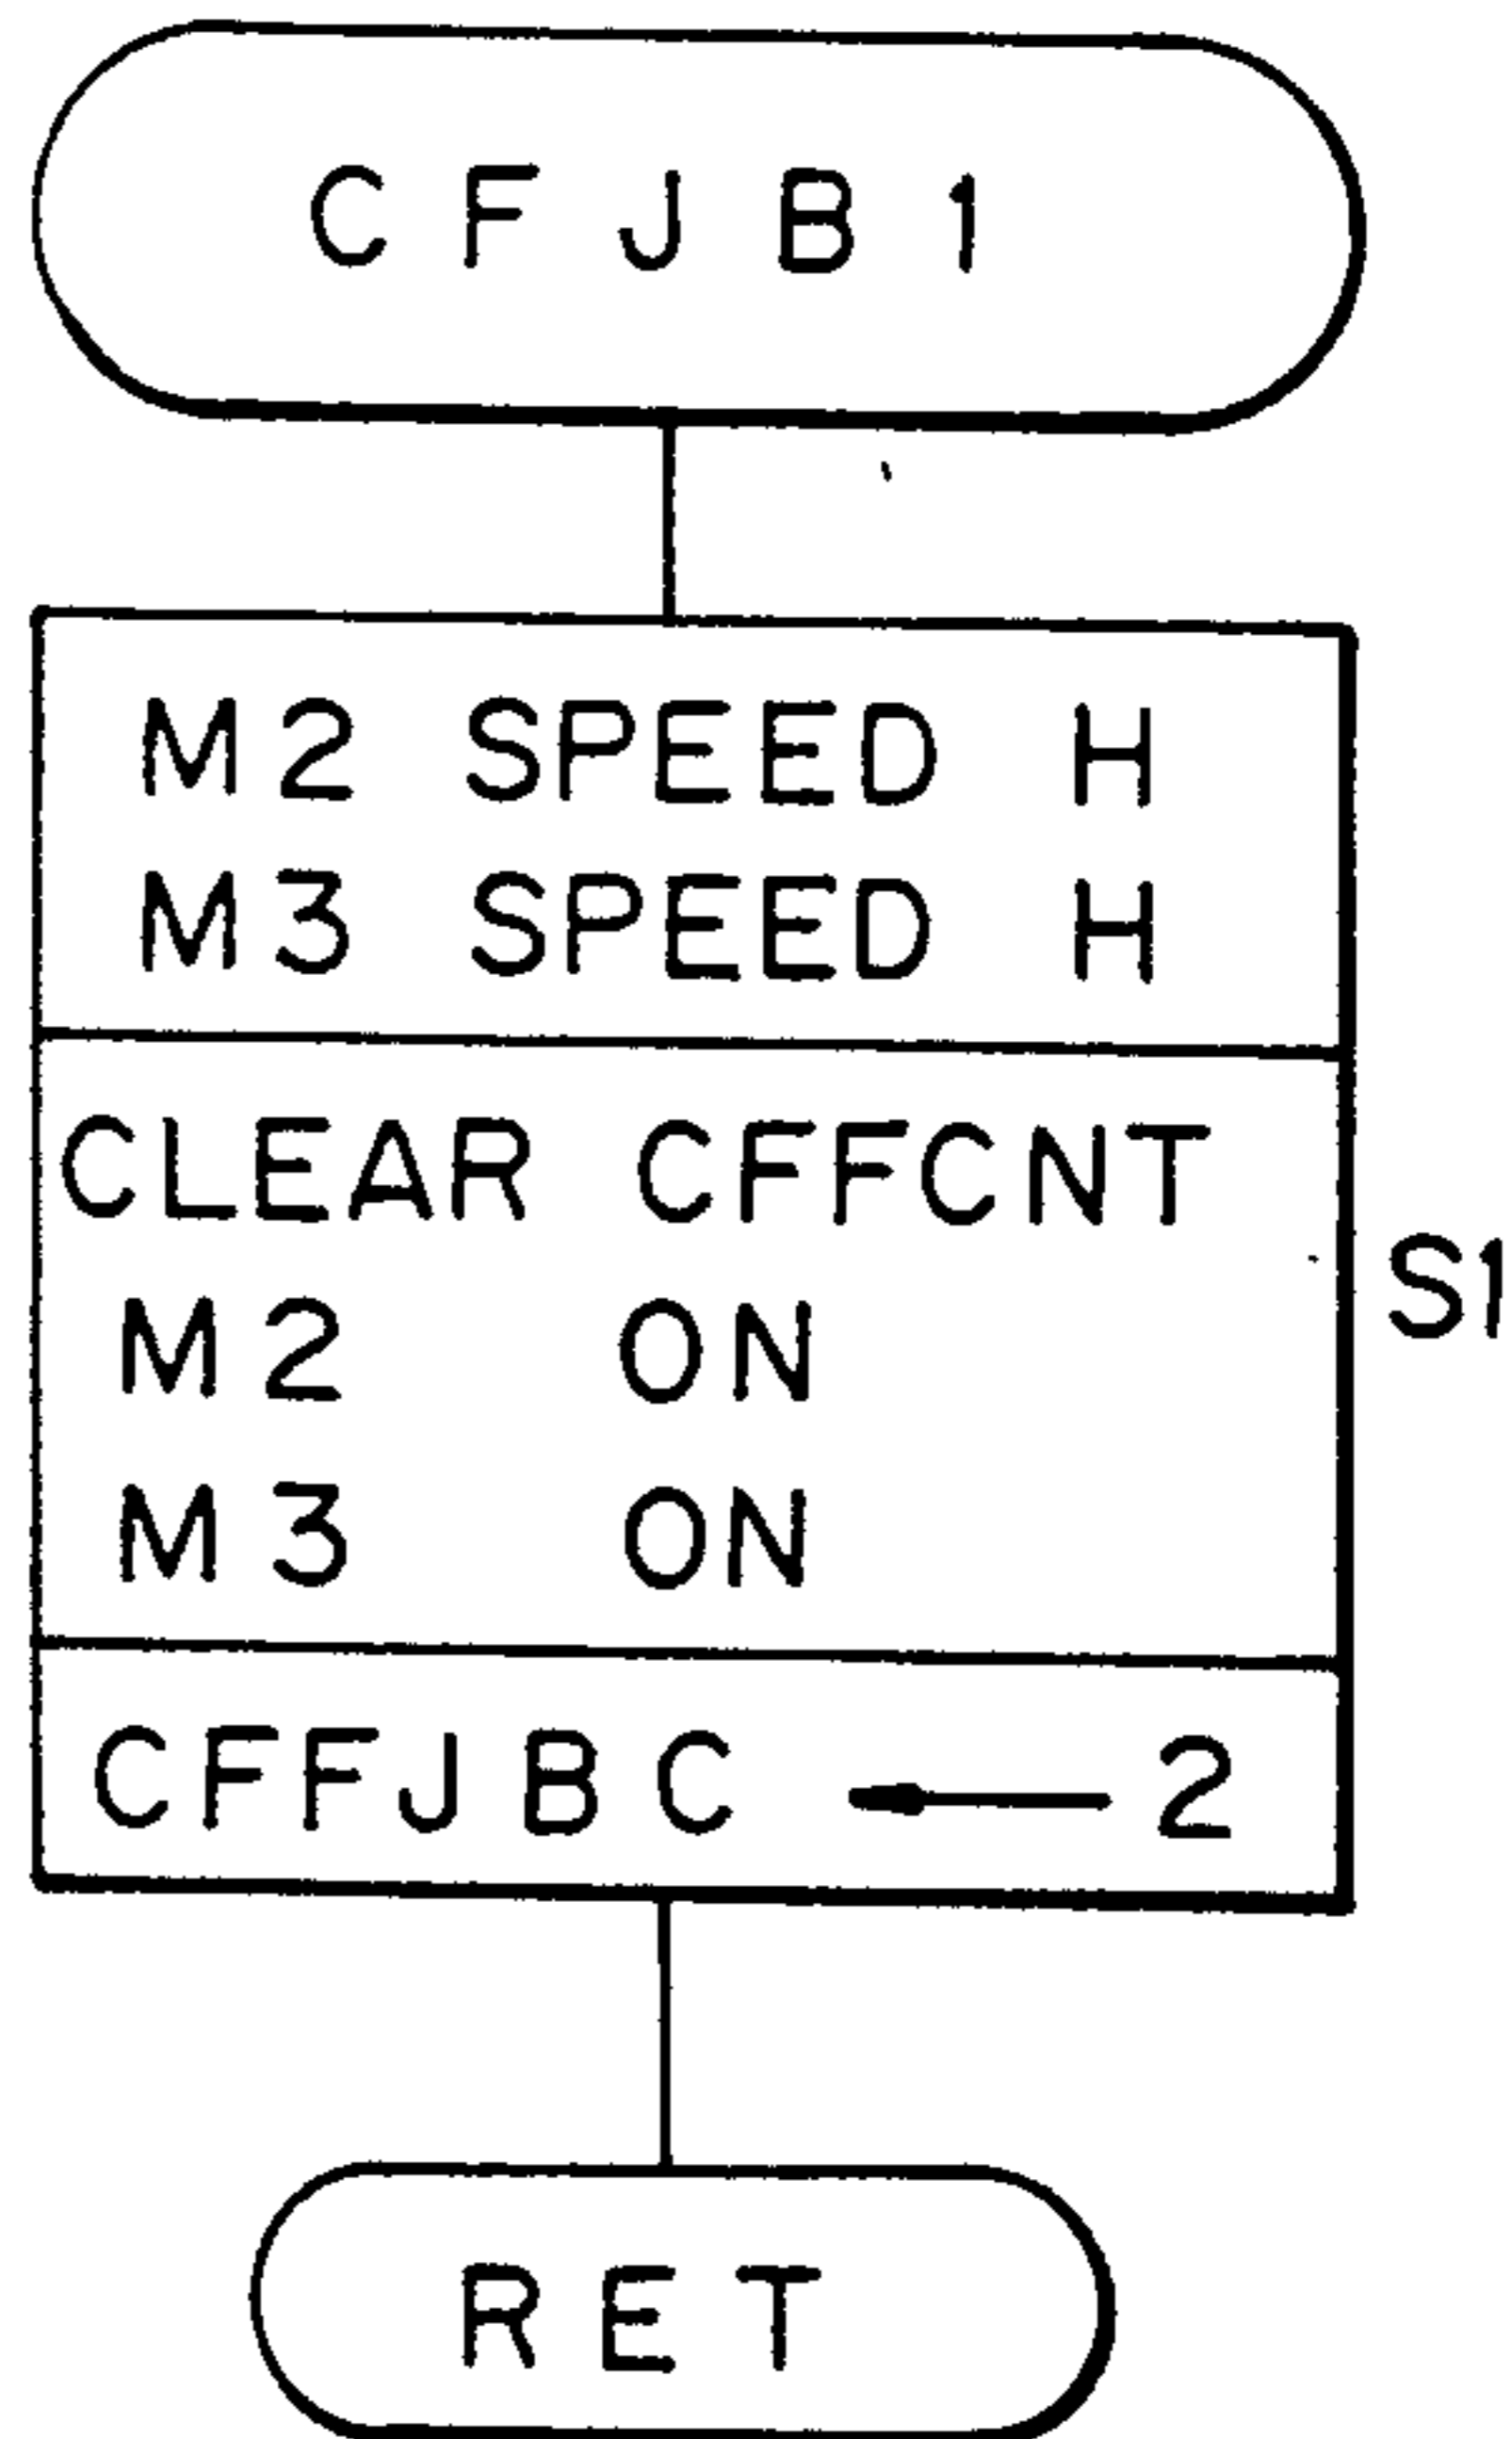 CFJB1
M2 SPEED H
M3 SPEED H
CLEAR CFFCNT
S1
M2 ON
M3 ON
CFFJBC ← 2
RET